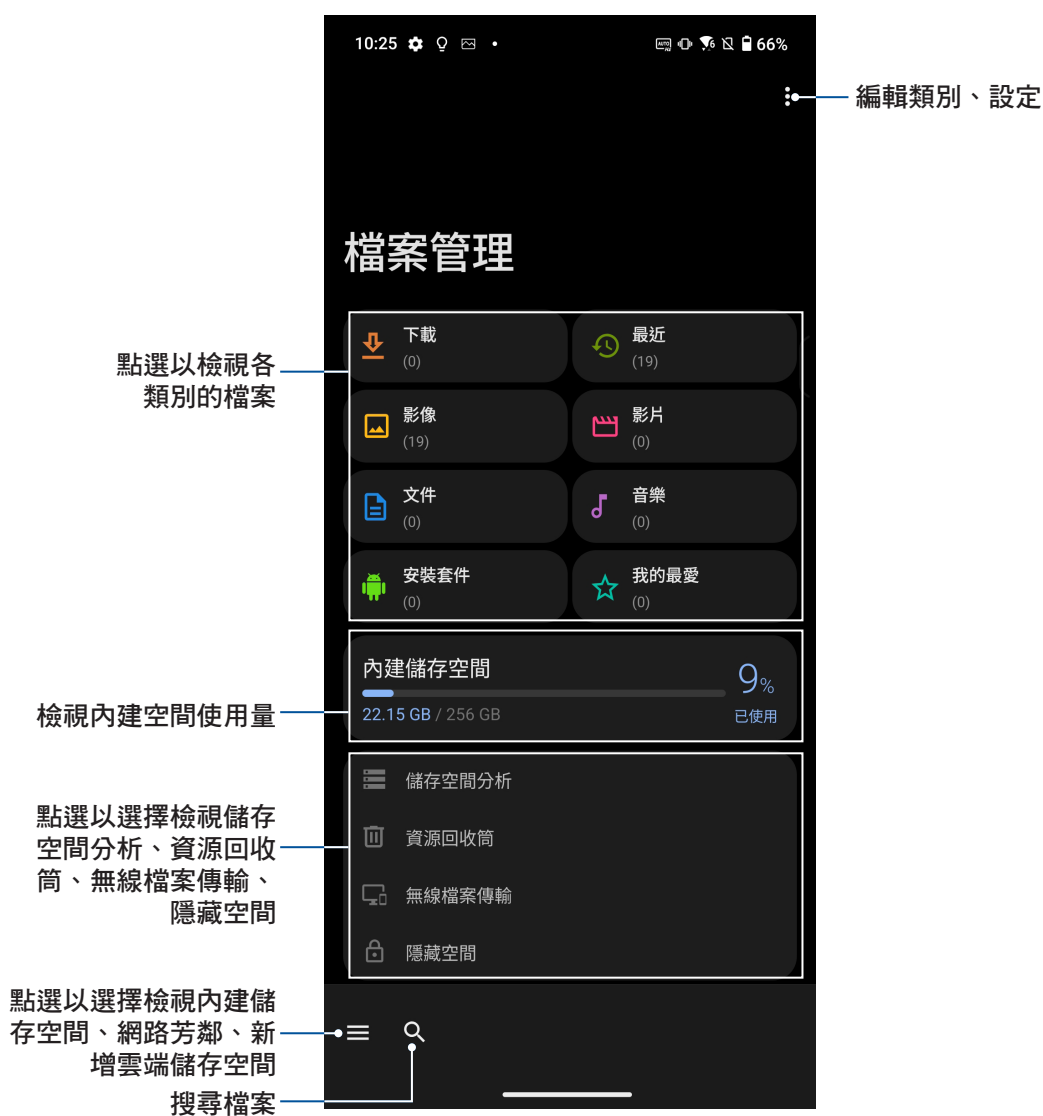 10:25
66%
編輯類別、設定
檔案管理
點選以檢視各
類別的檔案
下載
(0)
最近
(19)
影像
(19)
影片
(0)
文件
(0)
音樂
(0)
安裝套件
(0)
我的最愛
(0)
檢視內建空間使用量
內建儲存空間
9%
22.15 GB / 256 GB
已使用
點選以選擇檢視儲存
空間分析、資源回收
筒、無線檔案傳輸、
隱藏空間
儲存空間分析
資源回收筒
無線檔案傳輸
隱藏空間
點選以選擇檢視內建儲
存空間、網路芳鄰、新
增雲端儲存空間
搜尋檔案